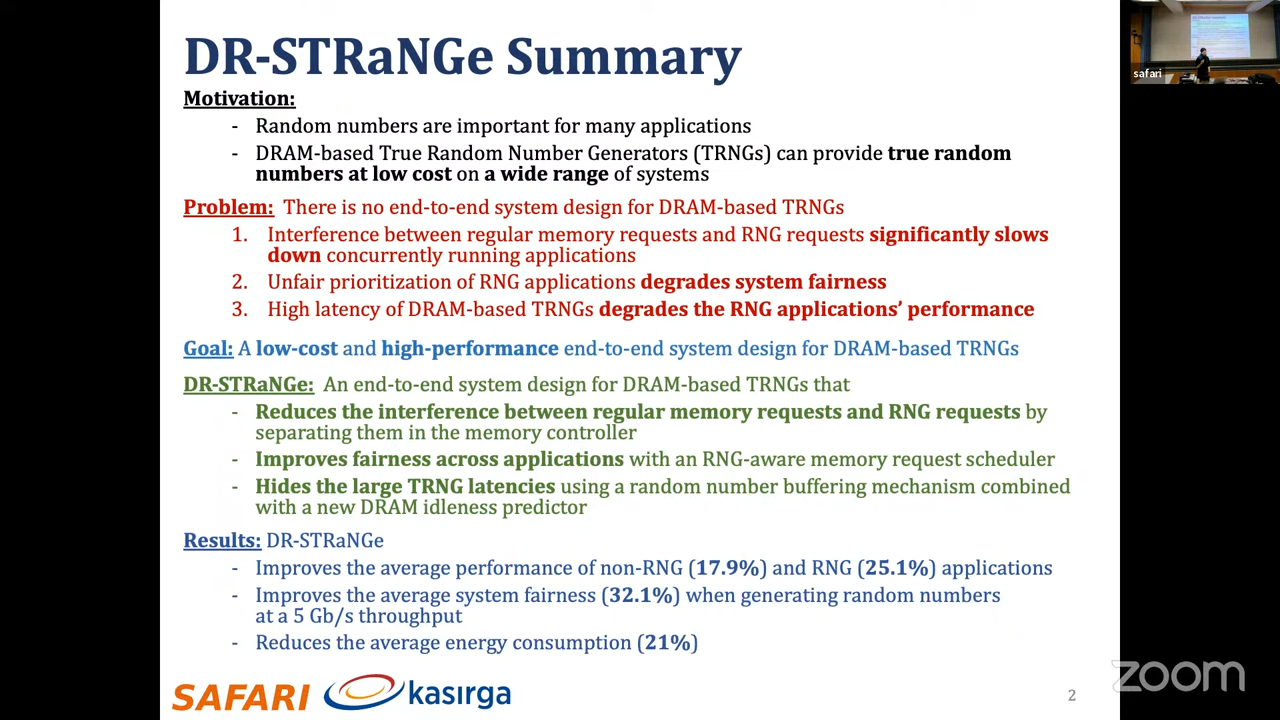 DR-STRaNGe Summary
safari
Motivation:
- Random numbers are important for many applications
- DRAM-based True Random Number Generators (TRNGs) can provide true random
numbers at low cost on a wide range of systems
Problem: There is no end-to-end system design for DRAM-based TRNGs
1. Interference between regular memory requests and RNG requests significantly slows
down concurrently running applications
2. Unfair prioritization of RNG applications degrades system fairness
3. High latency of DRAM-based TRNGs degrades the RNG applications’ performance
Goal: A low-cost and high-performance end-to-end system design for DRAM-based TRNGs
DR-STRaNGe: An end-to-end system design for DRAM-based TRNGs that
- Reduces the interference between regular memory requests and RNG requests by
separating them in the memory controller
- Improves fairness across applications with an RNG-aware memory request scheduler
- Hides the large TRNG latencies using a random number buffering mechanism combined
with a new DRAM idleness predictor
Results: DR-STRaNGe
- Improves the average performance of non-RNG (17.9%) and RNG (25.1%) applications
- Improves the average system fairness (32.1%) when generating random numbers
at a 5 Gb/s throughput
- Reduces the average energy consumption (21%)
SAFARI kasırga
2
zoom